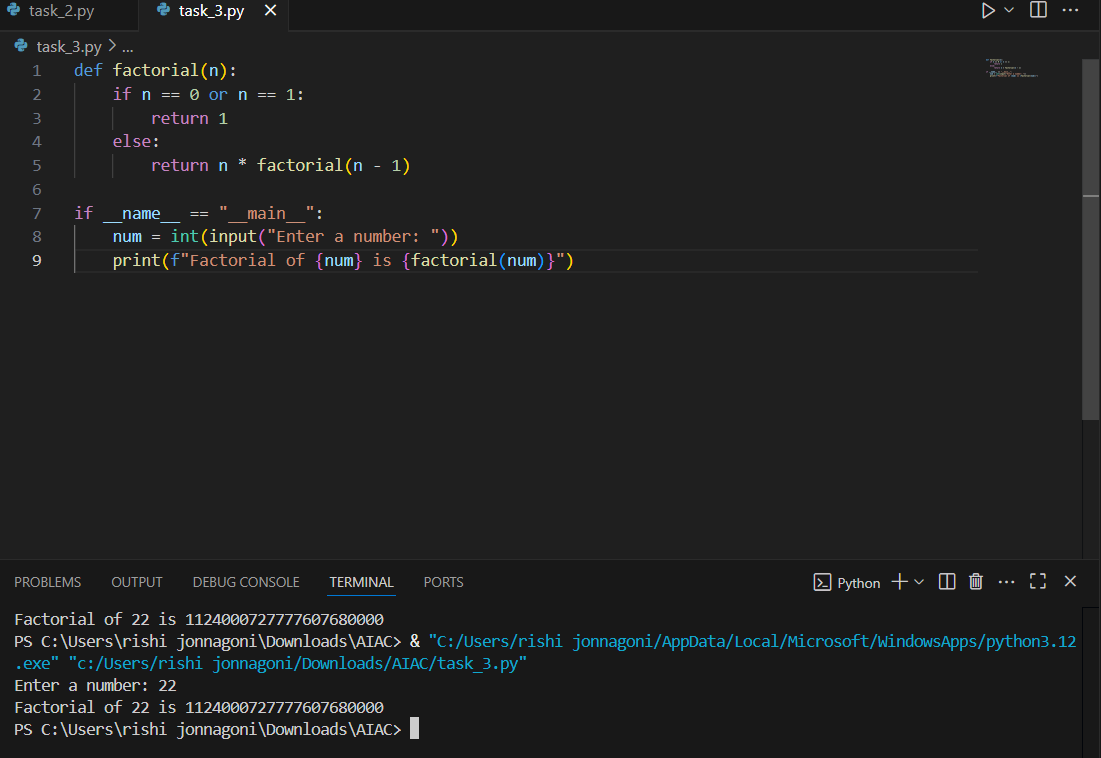 task_2.py task_3.py
task_3.py > ...
1 def factorial(n):
2     if n == 0 or n == 1:
3         return 1
4     else:
5         return n * factorial(n - 1)
6
7 if __name__ == "__main__":
8     num = int(input("Enter a number: "))
9     print(f"Factorial of {num} is {factorial(num)}")
PROBLEMS OUTPUT DEBUG CONSOLE TERMINAL PORTS Python
Factorial of 22 is 1124000727777607680000
PS C:\Users\rishi jonnagoni\Downloads\AIAC> & "C:/Users/rishi jonnagoni/AppData/Local/Microsoft/WindowsApps/python3.12
.exe" "c:/Users/rishi jonnagoni/Downloads/AIAC/task_3.py"
Enter a number: 22
Factorial of 22 is 1124000727777607680000
PS C:\Users\rishi jonnagoni\Downloads\AIAC>